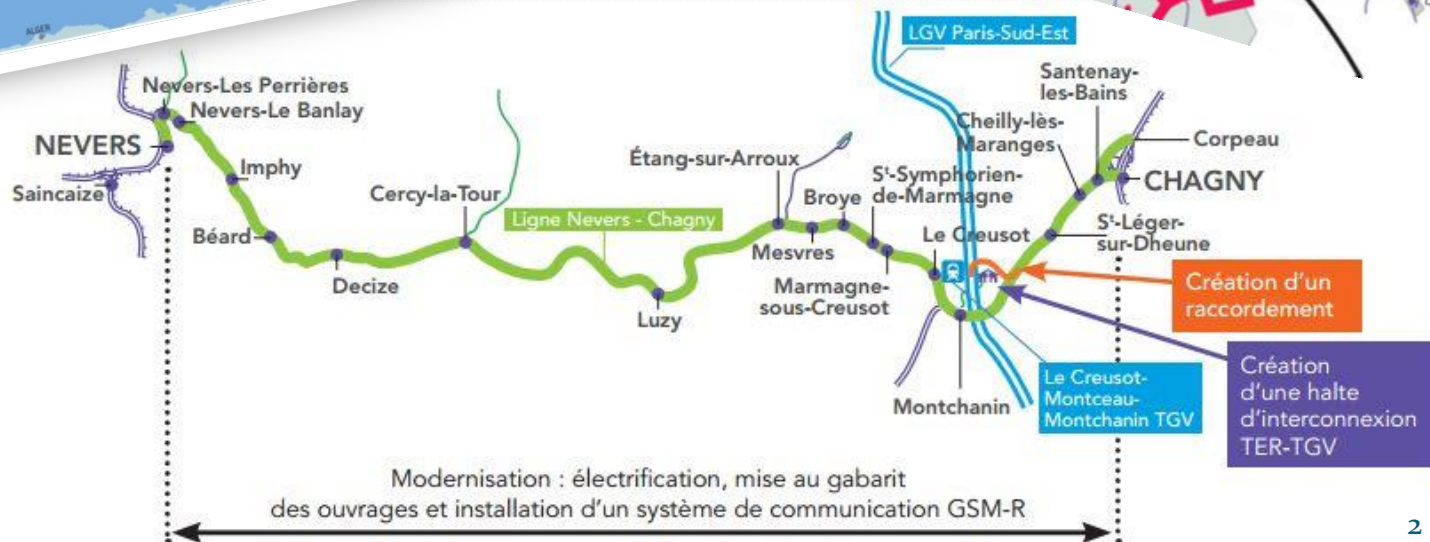 ALGER
LGV Paris-Sud-Est
Nevers-Les Perrières
Nevers-Le Banlay
NEVERS
Saincaize
Imphy
Béard
Decize
Cercy-la-Tour
Ligne Nevers - Chagny
Luzy
Étang-sur-Arroux
Mesvres
Broye
Sᵗ-Symphorien-
de-Marmagne
Marmagne-
sous-Creusot
Le Creusot
Montchanin
Cheilly-lès-
Maranges
Santenay-
les-Bains
Corpeau
CHAGNY
Sᵗ-Léger-
sur-Dheune
Création d'un
raccordement
Le Creusot-
Montceau-
Montchanin TGV
Création
d'une halte
d'interconnexion
TER-TGV
Modernisation : électrification, mise au gabarit
des ouvrages et installation d'un système de communication GSM-R
2